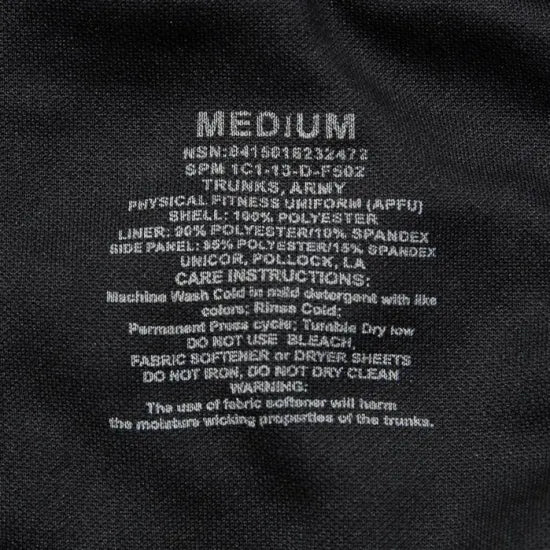 MEDIUM
NSN:8415016232472
SPM 1C1-13-D-F502
TRUNKS, ARMY
PHYSICAL FITNESS UMIFORM (APFU)
SHELL: 100% POLYESTER
LINER: 90% POLYESTER/10% SPANDEX
SIDE PANEL: 85% POLYESTER/15% SPANDEX
UNICOR, POLLOCK, LA
CARE INSTRUCTIONS:
Machine Wash Cold in mild detergent with like
colors; Rinse Cold;
Permanent Press cycle; Tumble Dry low
DO NOT USE BLEACH,
FABRIC SOFTENER or DRYER SHEETS
DO NOT IRON, DO NOT DRY CLEAN
WARNING:
The use of fabric softener will harm
the moisture wicking properties of the trunks.